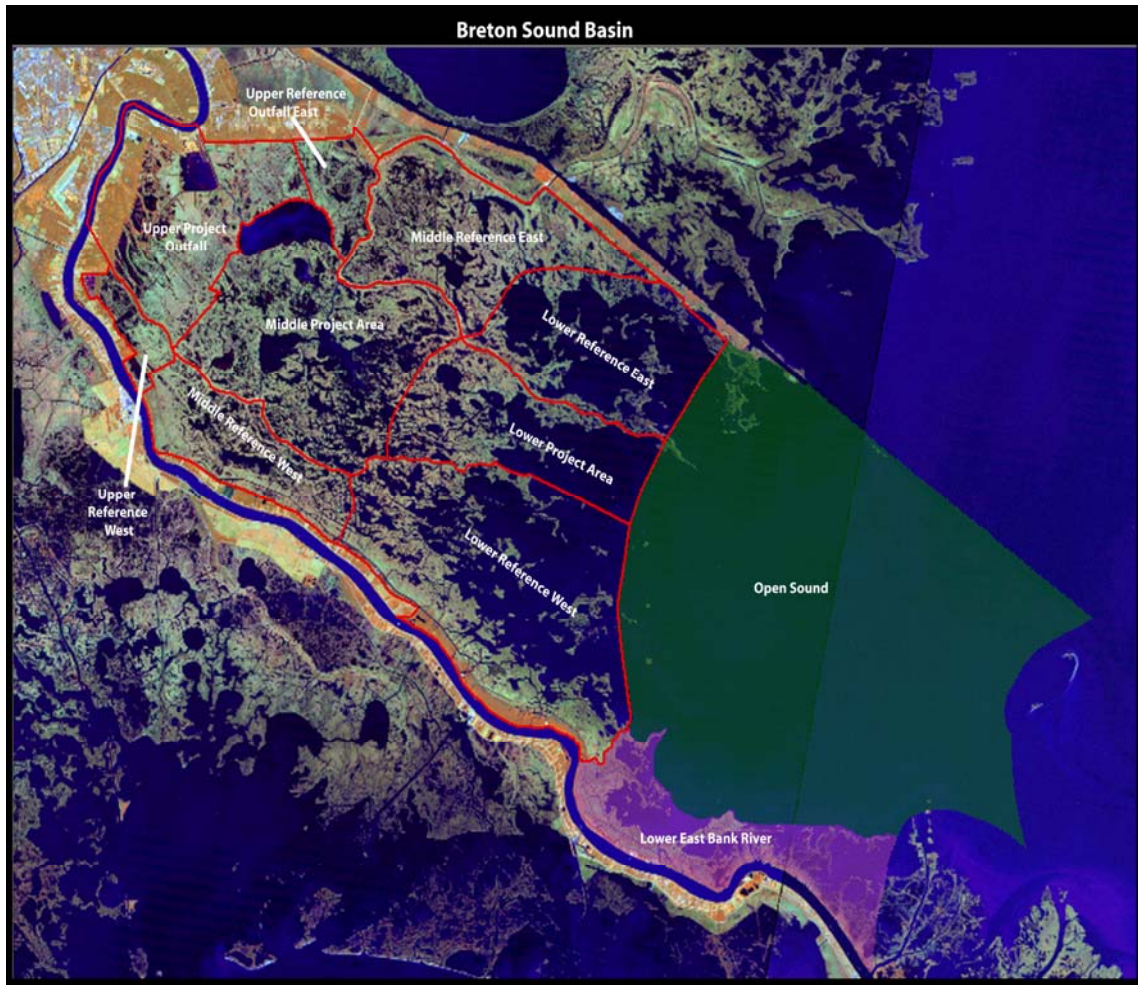 Breton Sound Basin
Upper Reference
Outfall East
Upper Project
Outfall
Middle Reference East
Middle Project Area
Lower Reference East
Middle Reference West
Lower Project Area
Upper
Reference
West
Lower Reference West
Open Sound
Lower East Bank River